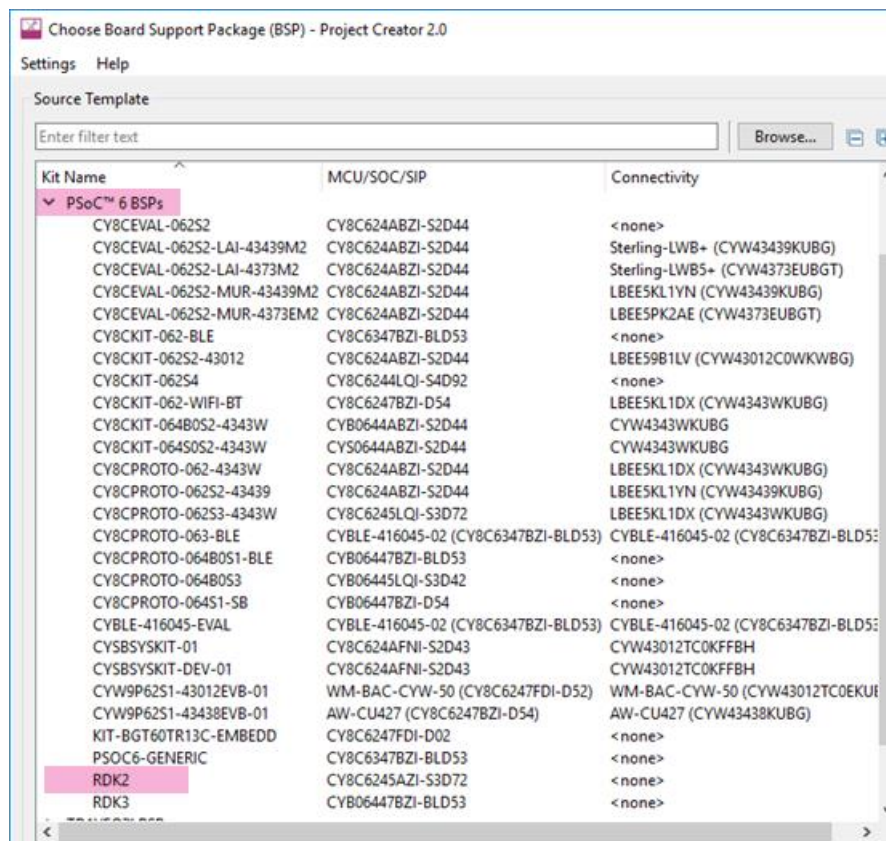 Choose Board Support Package (BSP) - Project Creator 2.0
Settings Help
Source Template
Enter filter text Browse...
Kit Name MCU/SOC/SIP Connectivity
PSoC™ 6 BSPs
CY8CEVAL-062S2 CY8C624ABZI-S2D44 <none>
CY8CEVAL-062S2-LAI-43439M2 CY8C624ABZI-S2D44 Sterling-LWB+ (CYW43439KUBG)
CY8CEVAL-062S2-LAI-4373M2 CY8C624ABZI-S2D44 Sterling-LWB5+ (CYW4373EUBGT)
CY8CEVAL-062S2-MUR-43439M2 CY8C624ABZI-S2D44 LBEE5KL1YN (CYW43439KUBG)
CY8CEVAL-062S2-MUR-4373EM2 CY8C624ABZI-S2D44 LBEE5PK2AE (CYW4373EUBGT)
CY8CKIT-062-BLE CY8C6347BZI-BLD53 <none>
CY8CKIT-062S2-43012 CY8C624ABZI-S2D44 LBEE59B1LV (CYW43012C0WKWBG)
CY8CKIT-062S4 CY8C6244LQI-S4D92 <none>
CY8CKIT-062-WIFI-BT CY8C6247BZI-D54 LBEE5KL1DX (CYW4343WKUBG)
CY8CKIT-064B0S2-4343W CYB0644ABZI-S2D44 CYW4343WKUBG
CY8CKIT-064S0S2-4343W CYS0644ABZI-S2D44 CYW4343WKUBG
CY8CPROTO-062-4343W CY8C624ABZI-S2D44 LBEE5KL1DX (CYW4343WKUBG)
CY8CPROTO-062S2-43439 CY8C624ABZI-S2D44 LBEE5KL1YN (CYW43439KUBG)
CY8CPROTO-062S3-4343W CY8C6245LQI-S3D72 LBEE5KL1DX (CYW4343WKUBG)
CY8CPROTO-063-BLE CYBLE-416045-02 (CY8C6347BZI-BLD53) CYBLE-416045-02 (CY8C6347BZI-BLD53
CY8CPROTO-064B0S1-BLE CYB06447BZI-BLD53 <none>
CY8CPROTO-064B0S3 CYB06445LQI-S3D42 <none>
CY8CPROTO-064S1-SB CYB06447BZI-D54 <none>
CYBLE-416045-EVAL CYBLE-416045-02 (CY8C6347BZI-BLD53) CYBLE-416045-02 (CY8C6347BZI-BLD53
CYSBSYSKIT-01 CY8C624AFNI-S2D43 CYW43012TC0KFFBH
CYSBSYSKIT-DEV-01 CY8C624AFNI-S2D43 CYW43012TC0KFFBH
CYW9P62S1-43012EVB-01 WM-BAC-CYW-50 (CY8C6247FDI-D52) WM-BAC-CYW-50 (CYW43012TC0EKUE
CYW9P62S1-43438EVB-01 AW-CU427 (CY8C6247BZI-D54) AW-CU427 (CYW43438KUBG)
KIT-BGT60TR13C-EMBEDD CY8C6247FDI-D02 <none>
PSOC6-GENERIC CY8C6347BZI-BLD53 <none>
RDK2 CY8C6245AZI-S3D72 <none>
RDK3 CYB06447BZI-BLD53 <none>